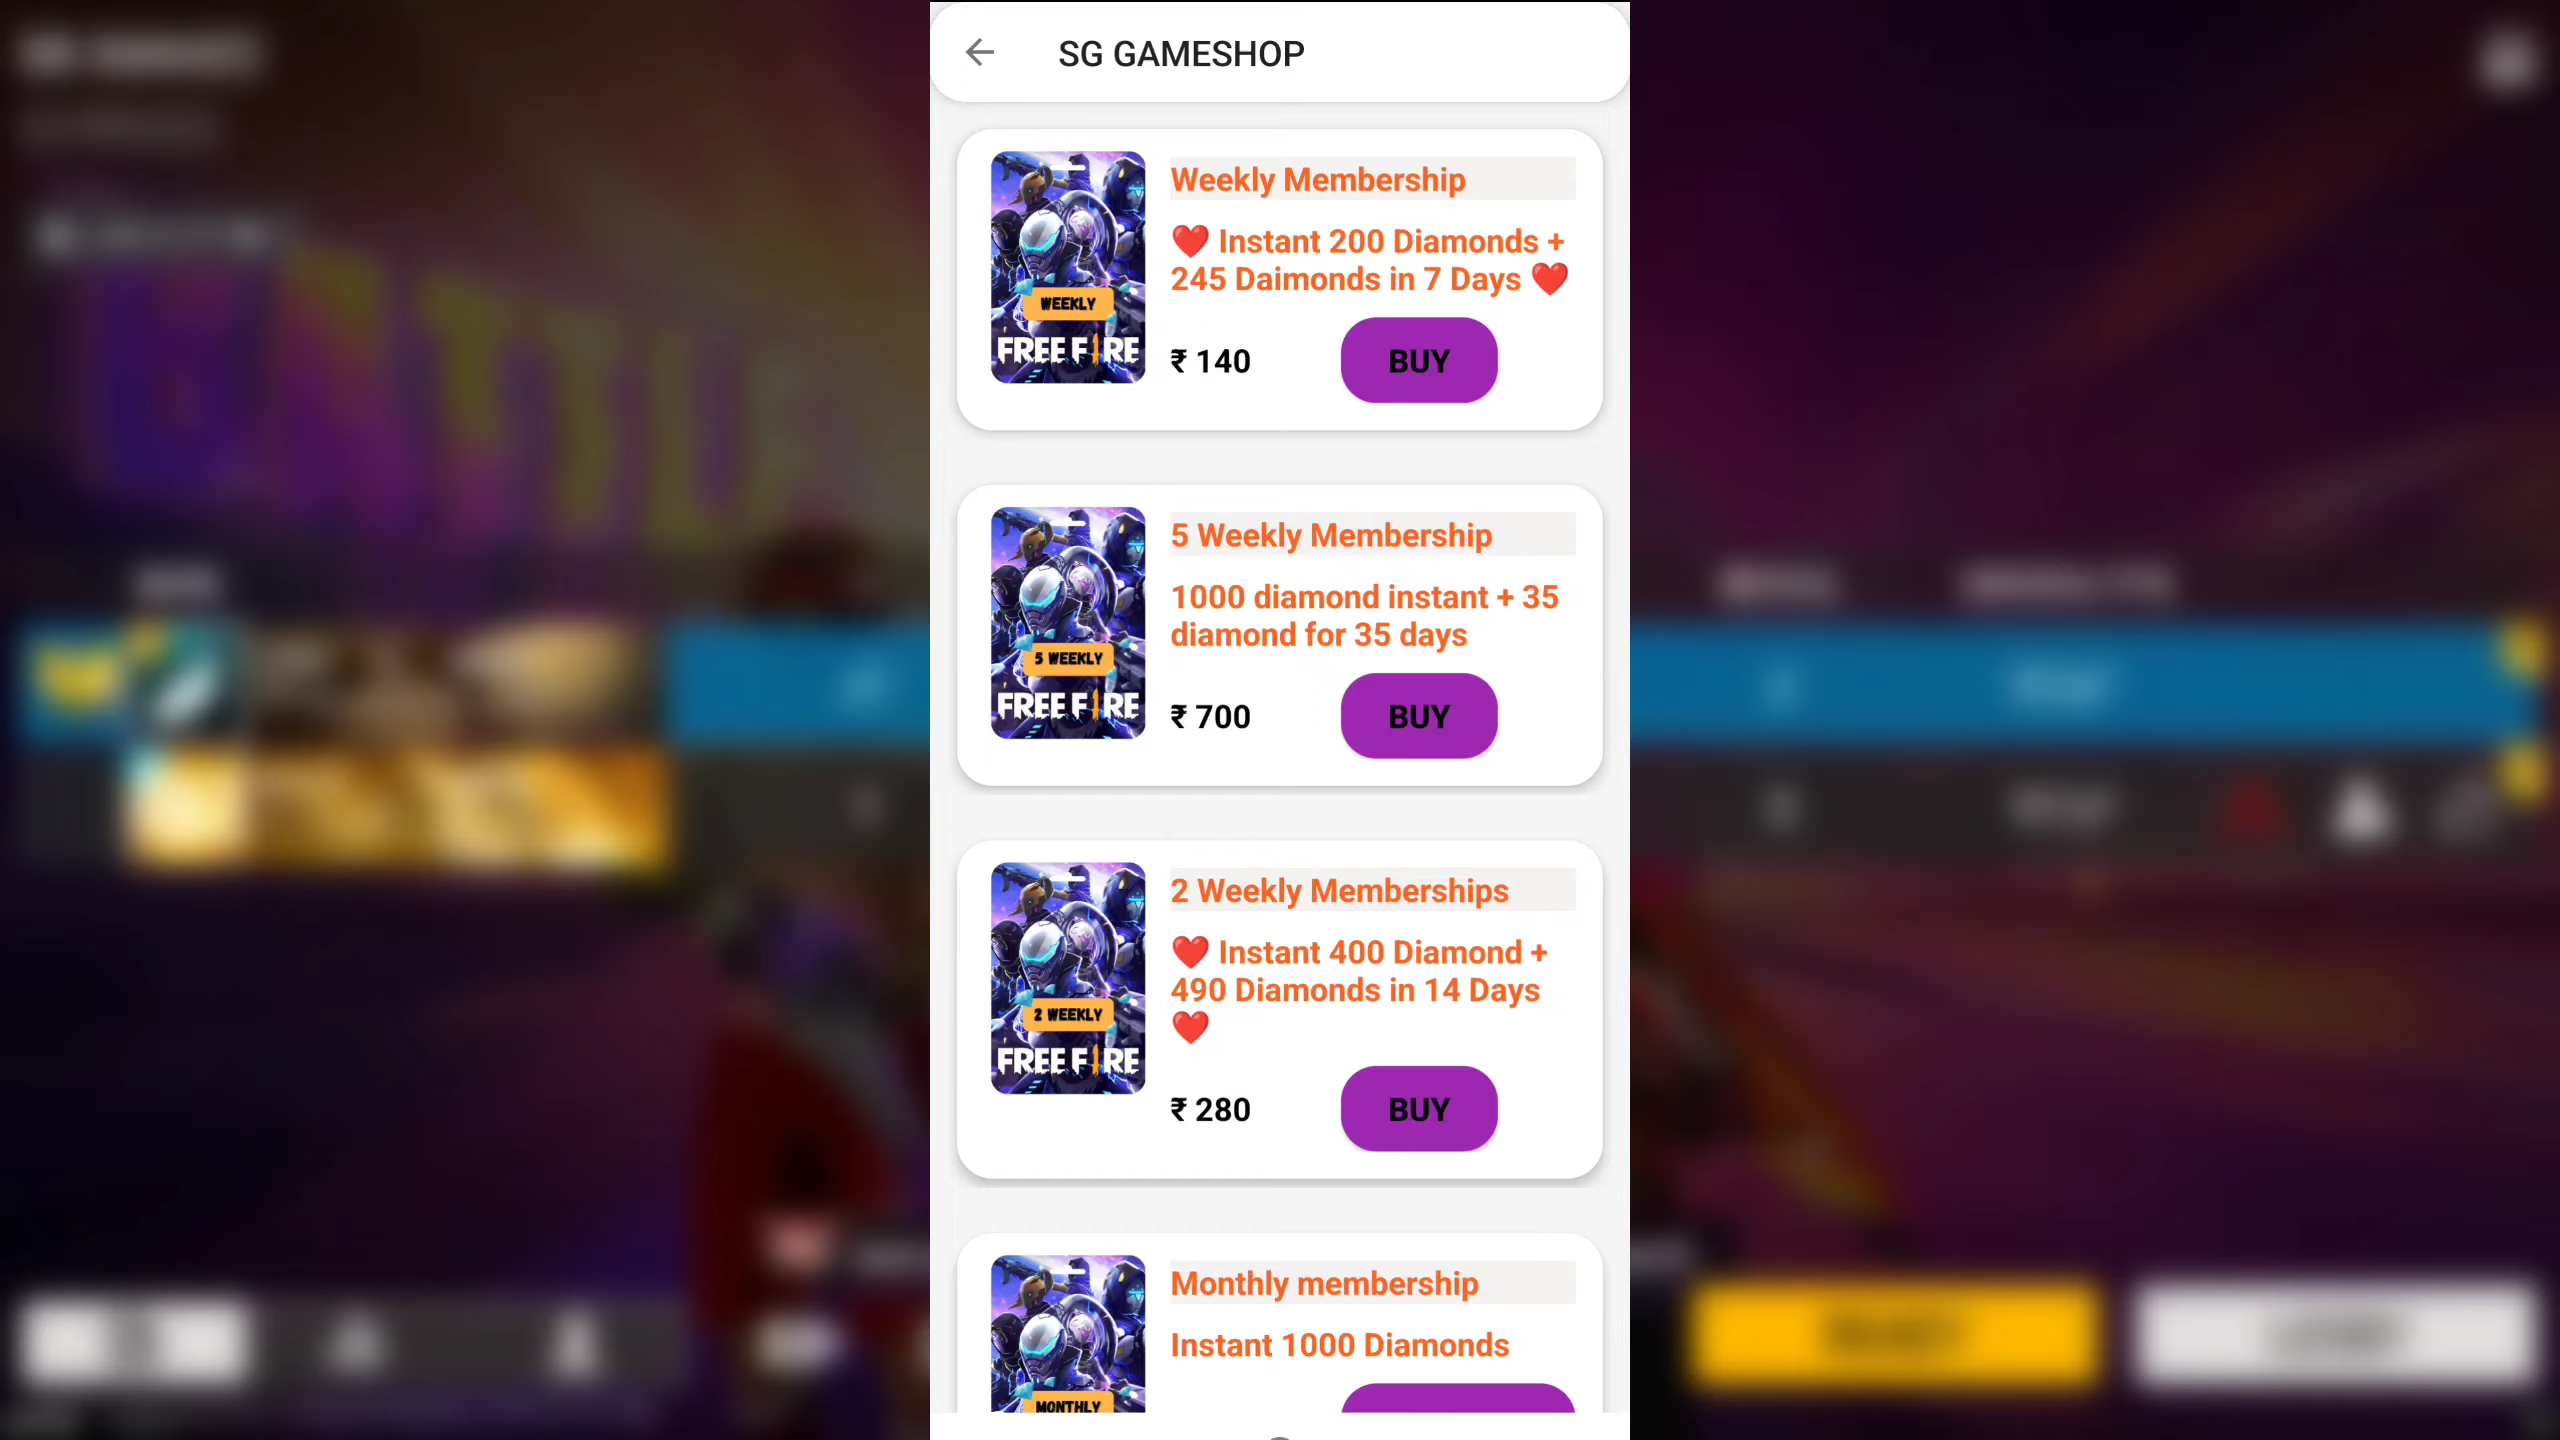 SG GAMESHOP
Weekly Membership
❤️ Instant 200 Diamonds +
245 Daimonds in 7 Days ❤️
WEEKLY
FREE FIRE
₹ 140
BUY
5 Weekly Membership
1000 diamond instant + 35
diamond for 35 days
5 WEEKLY
FREE FIRE
₹ 700
BUY
2 Weekly Memberships
❤️ Instant 400 Diamond +
490 Diamonds in 14 Days
❤️
2 WEEKLY
FREE FIRE
₹ 280
BUY
Monthly membership
Instant 1000 Diamonds
MONTHLY